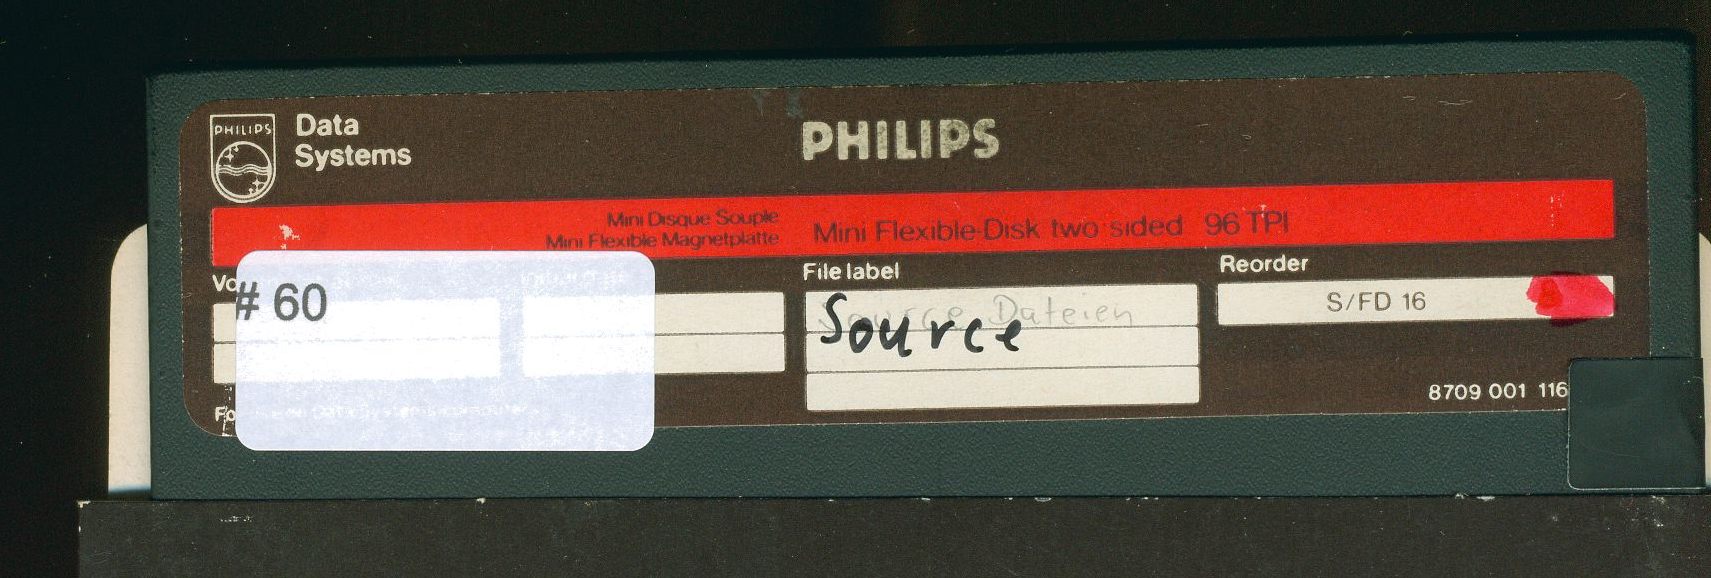 PHILIPS
Data
Systems
PHILIPS
Mini Disque Souple
Mini Flexible Magnetplatte
Mini Flexible-Disk two sided 96 TPI
# 60
File label
Source Dateien
Source
Reorder
S/FD 16
8709 001 116